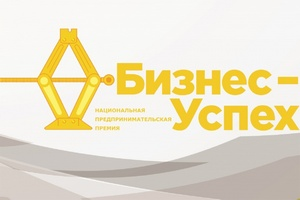 Бизнес –
Успех
НАЦИОНАЛЬНАЯ
ПРЕДПРИНИМАТЕЛЬСКАЯ
ПРЕМИЯ